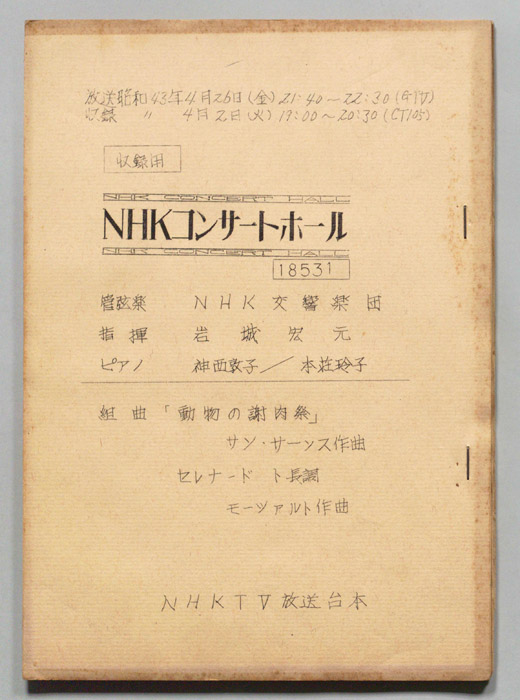 放送昭和43年4月26日(金)21:40～22:30(GTV)
収録 〃 4月2日(火)19:00～20:30(CT105)
収録用
NHK CONCERT HALL
NHKコンサートホール
NHK CONCERT HALL
18531
管弦楽 NHK交響楽団
指揮 岩城宏元
ピアノ 神西敦子／本荘玲子
組曲「動物の謝肉祭」
サン・サーンス作曲
セレナード ト長調
モーツァルト作曲
NHKTV放送台本